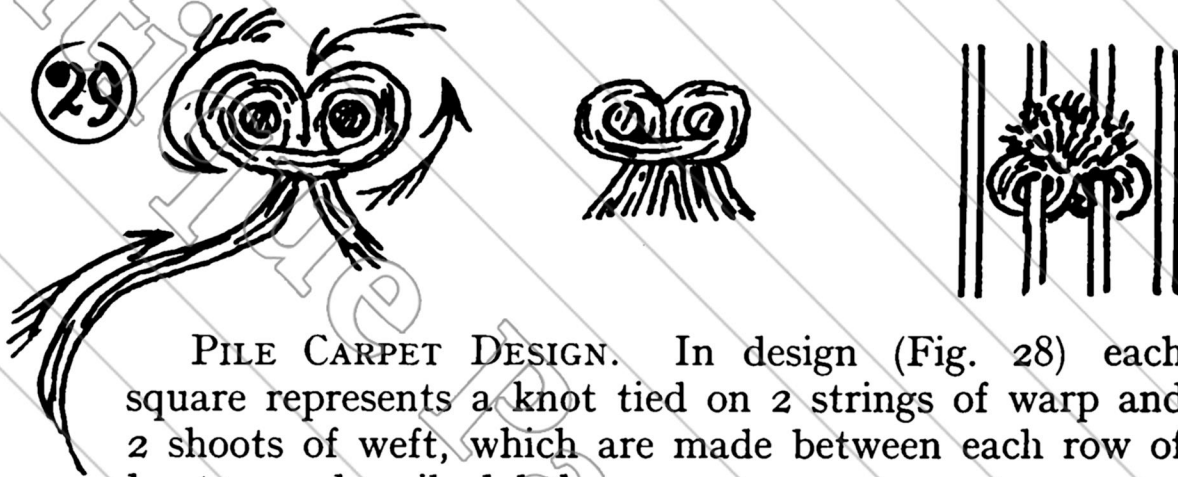 29
PILE CARPET DESIGN. In design (Fig. 28) each
square represents a knot tied on 2 strings of warp and
2 shoots of weft, which are made between each row of